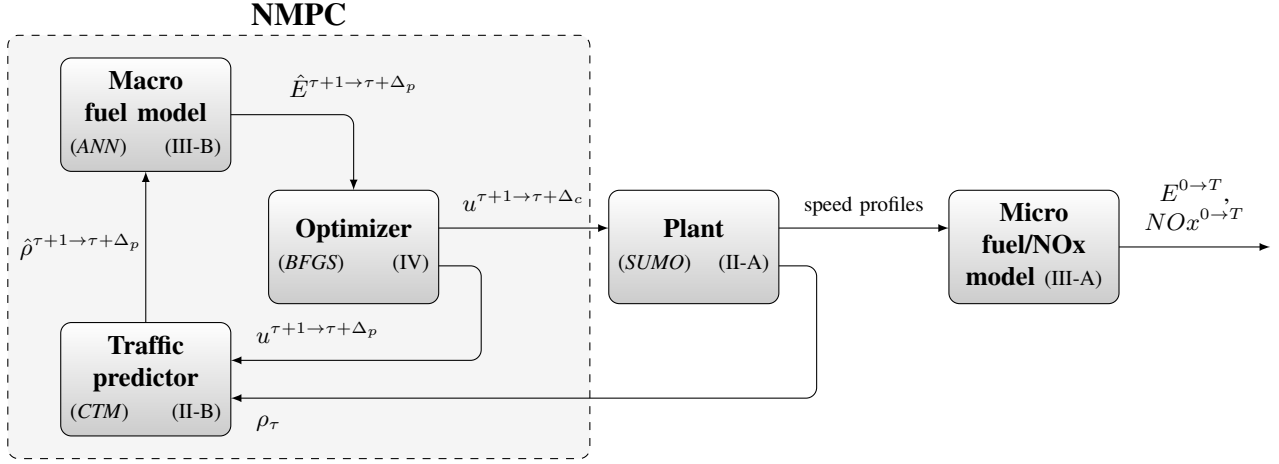 NMPC
Macro
fuel model
(ANN) (III-B)
Ê^{τ+1→τ+Δ_p}
Optimizer
(BFGS) (IV)
u^{τ+1→τ+Δ_c}
Plant
(SUMO) (II-A)
speed profiles
Micro
fuel/NOx
model (III-A)
E^{0→T},
NOx^{0→T}
ρ̂^{τ+1→τ+Δ_p}
u^{τ+1→τ+Δ_p}
Traffic
predictor
(CTM) (II-B)
ρ_τ